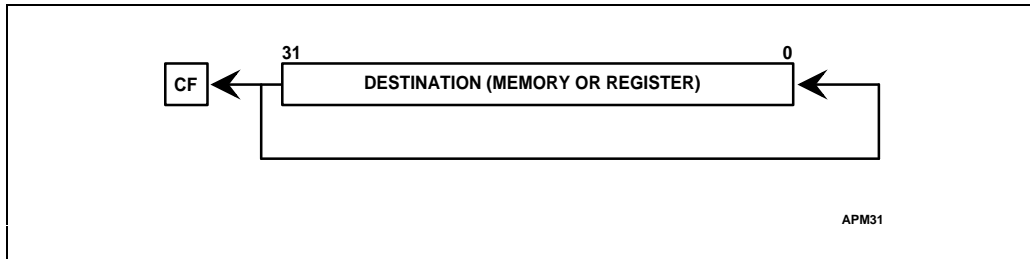 31 0
CF DESTINATION (MEMORY OR REGISTER)
APM31